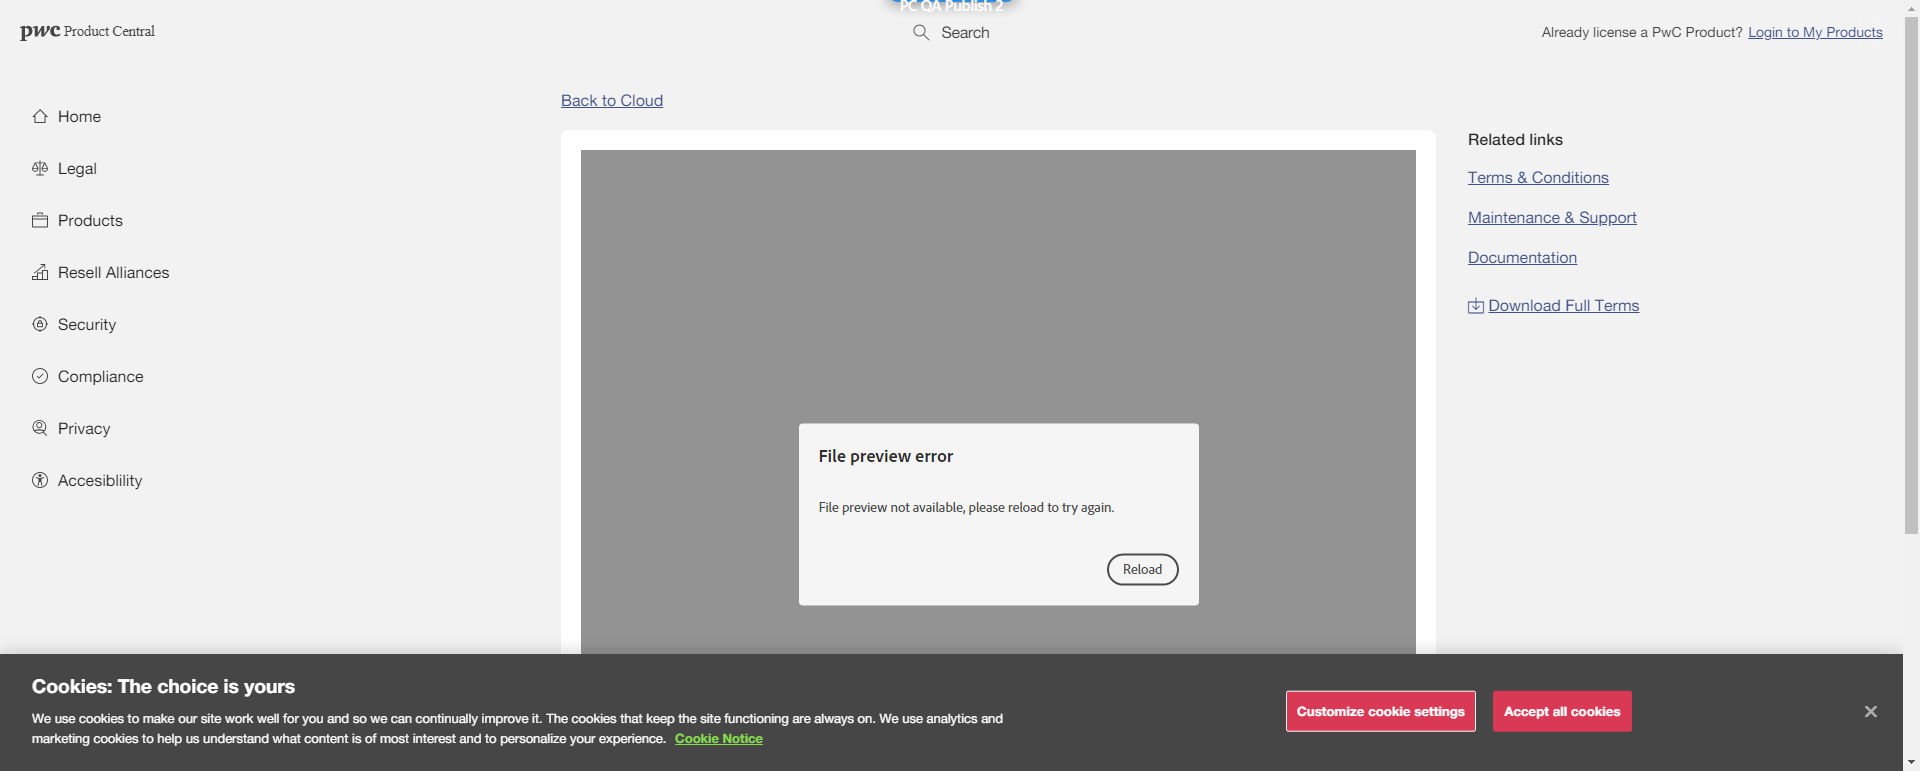 PC QA Publish 2
pwc Product Central
Search
Already license a PwC Product? Login to My Products
Home
Legal
Products
Resell Alliances
Security
Compliance
Privacy
Accesiblility
Back to Cloud
File preview error
File preview not available, please reload to try again.
Reload
Related links
Terms & Conditions
Maintenance & Support
Documentation
Download Full Terms
Cookies: The choice is yours
We use cookies to make our site work well for you and so we can continually improve it. The cookies that keep the site functioning are always on. We use analytics and
marketing cookies to help us understand what content is of most interest and to personalize your experience. Cookie Notice
Customize cookie settings
Accept all cookies